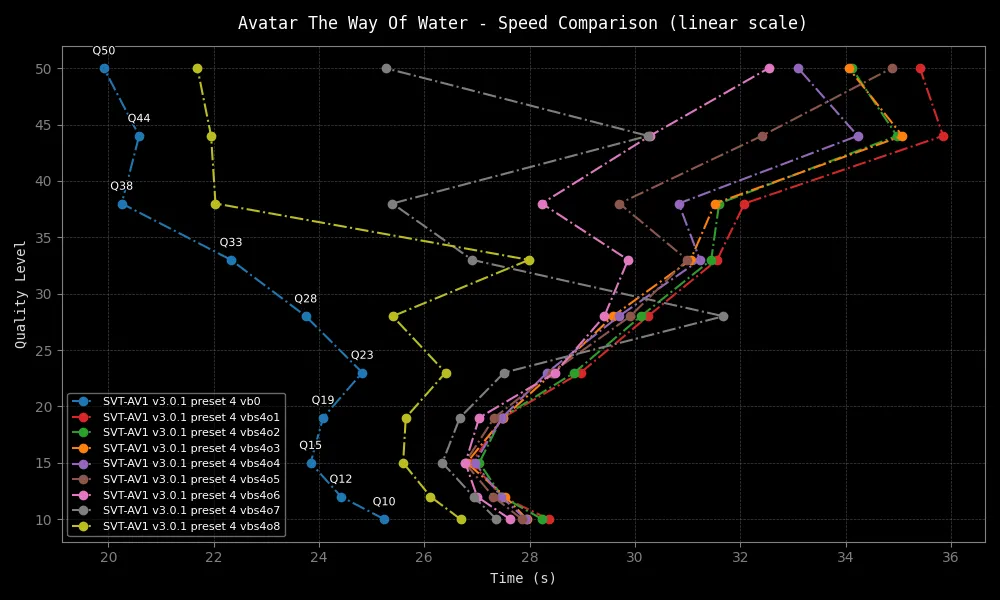 Avatar The Way Of Water - Speed Comparison (linear scale)
Q50
Q44
Q38
Q33
Q28
Q23
Q19
Q15
Q12
Q10
Quality Level
50
45
40
35
30
25
20
15
10
SVT-AV1 v3.0.1 preset 4 vb0
SVT-AV1 v3.0.1 preset 4 vbs4o1
SVT-AV1 v3.0.1 preset 4 vbs4o2
SVT-AV1 v3.0.1 preset 4 vbs4o3
SVT-AV1 v3.0.1 preset 4 vbs4o4
SVT-AV1 v3.0.1 preset 4 vbs4o5
SVT-AV1 v3.0.1 preset 4 vbs4o6
SVT-AV1 v3.0.1 preset 4 vbs4o7
SVT-AV1 v3.0.1 preset 4 vbs4o8
20 22 24 26 28 30 32 34 36
Time (s)